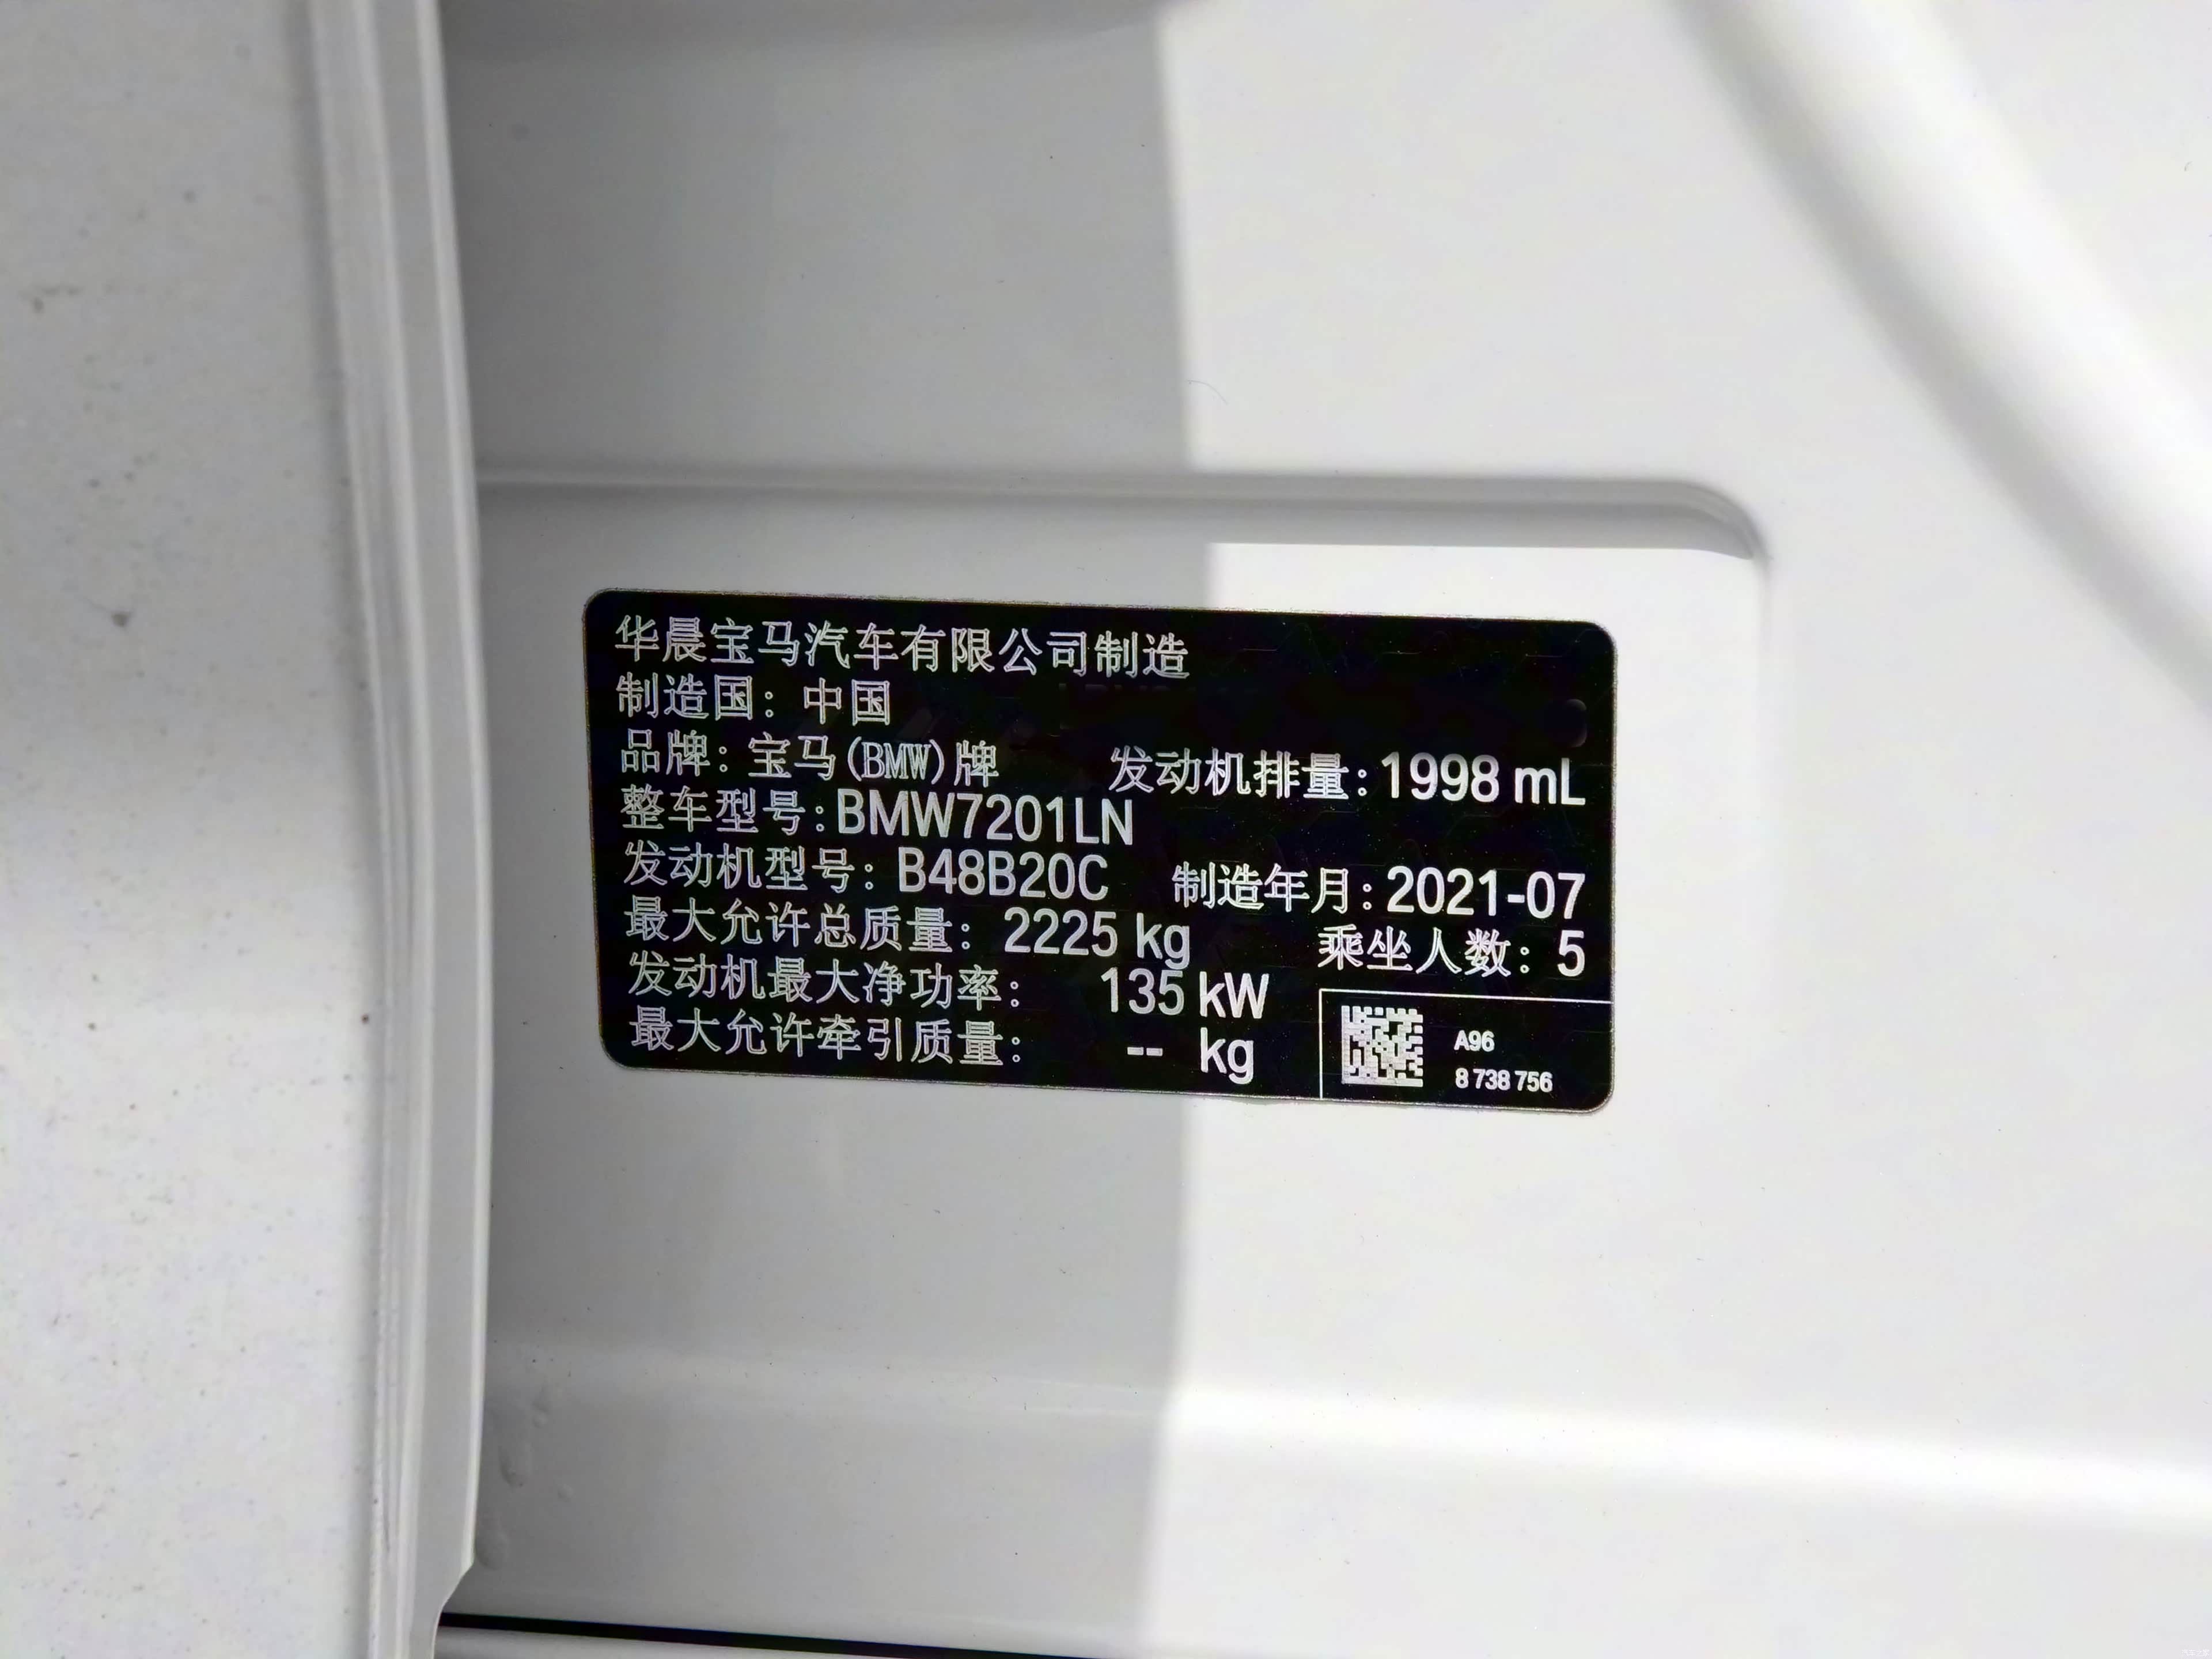 华晨宝马汽车有限公司制造
制造国：中国
品牌：宝马(BMW)牌 发动机排量：1998 mL
整车型号：BMW7201LN
发动机型号：B48B20C 制造年月：2021-07
最大允许总质量：2225 kg 乘坐人数：5
发动机最大净功率：135 kW
最大允许牵引质量：-- kg
A96
8 738 756